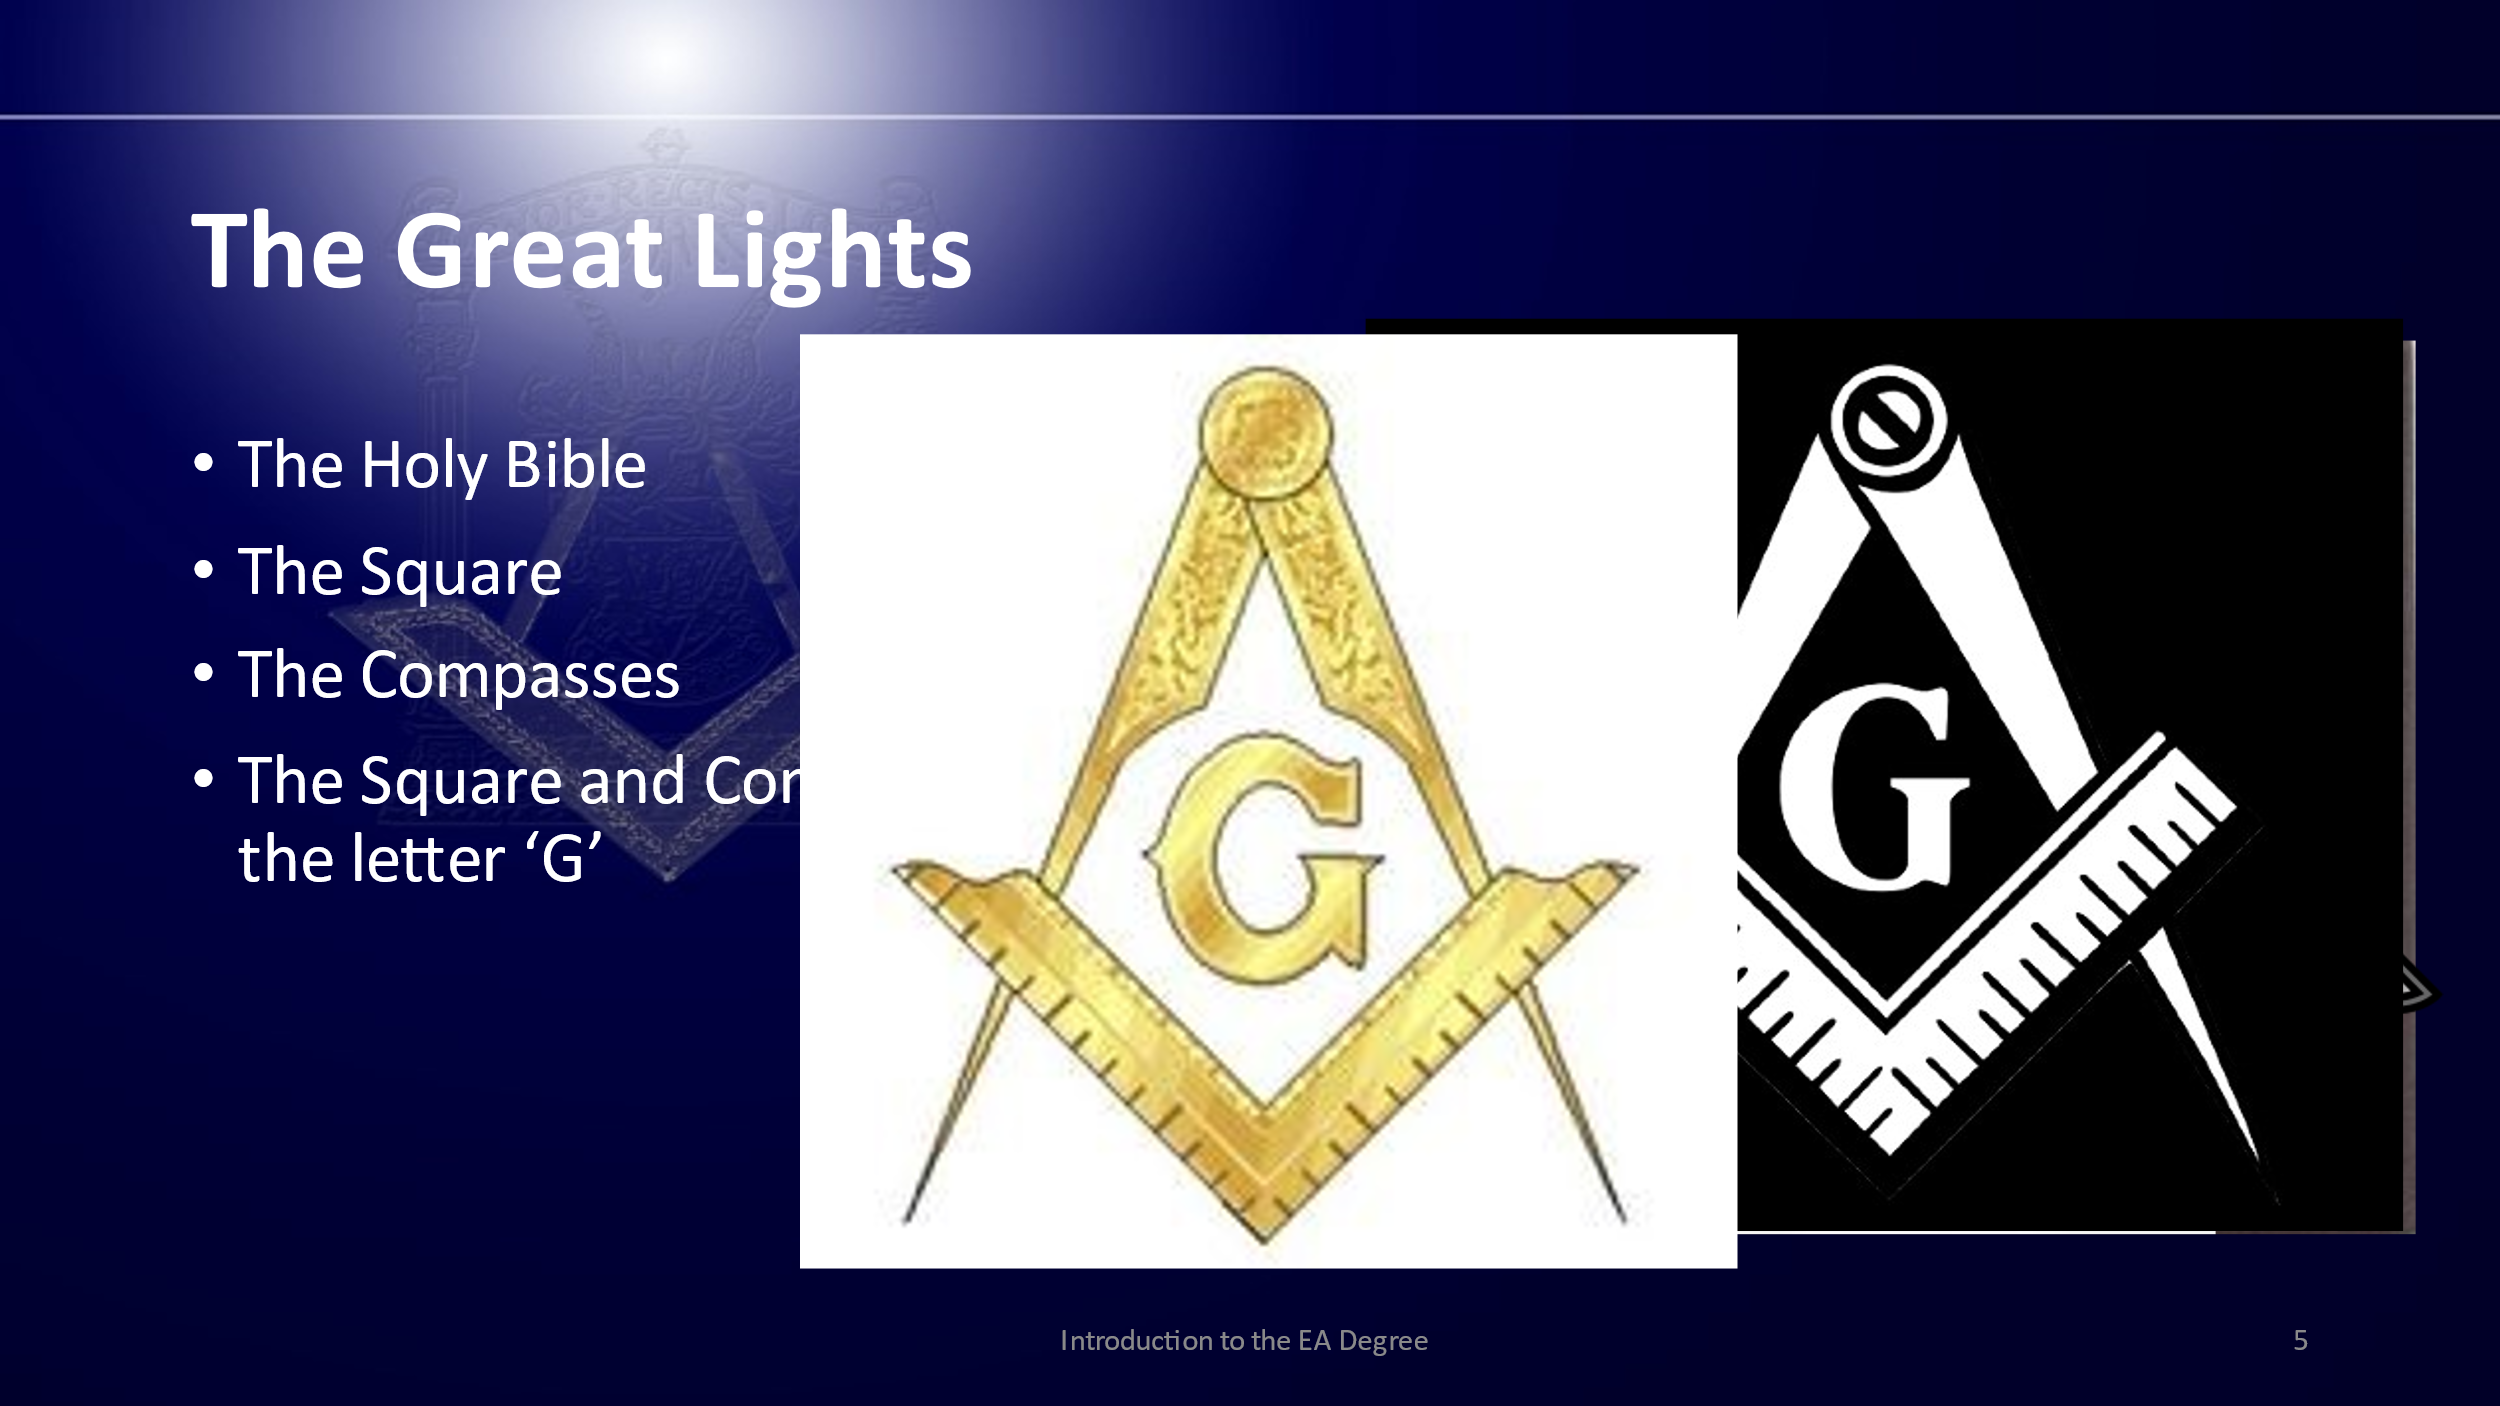 The Great Lights
• The Holy Bible
• The Square
• The Compasses
• The Square and
the letter ‘G’
G
G
Introduction to the EA Degree
5